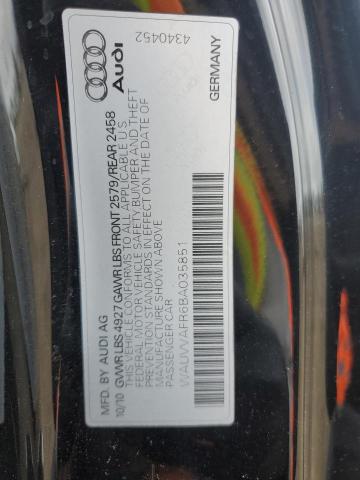 MFD. BY AUDI AG
10/10 GVWR LBS 4927 GAWR LBS FRONT 2579/REAR 2458
THIS VEHICLE CONFORMS TO ALL APPLICABLE U.S.
FEDERAL MOTOR VEHICLE SAFETY BUMPER AND THEFT PREVENTION
STANDARDS IN EFFECT ON THE DATE OF
MANUFACTURE SHOWN ABOVE
PASSENGER CAR
WAUVVAFR6BA035851
Audi
4340452
GERMANY